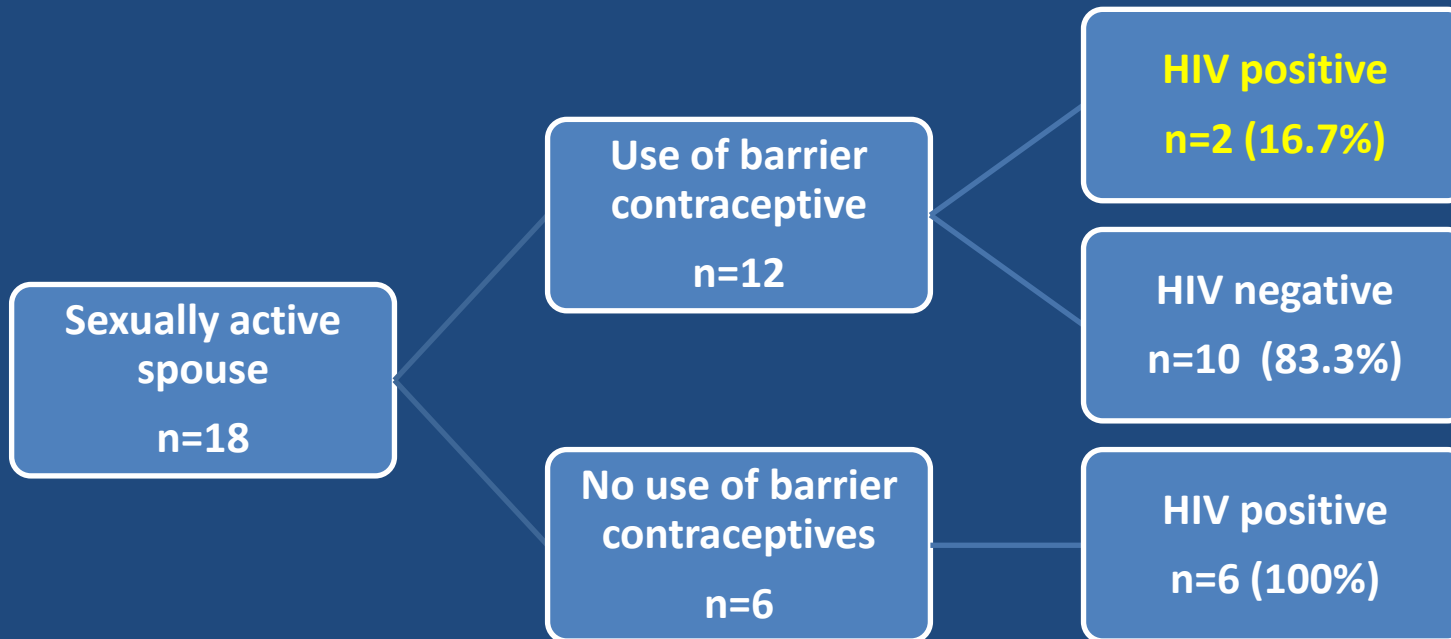 Sexually active
spouse
n=18
Use of barrier
contraceptive
n=12
No use of barrier
contraceptives
n=6
HIV positive
n=2 (16.7%)
HIV negative
n=10 (83.3%)
HIV positive
n=6 (100%)